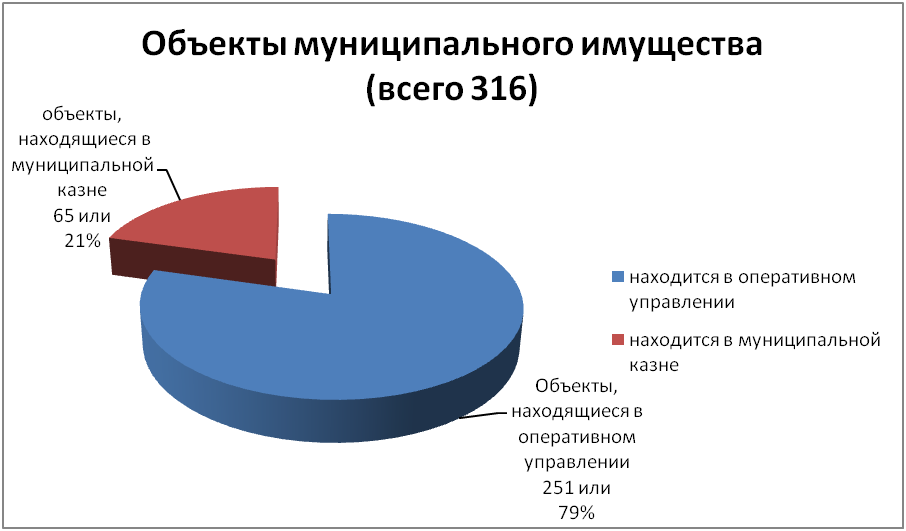 Объекты муниципального имущества
(всего 316)
объекты,
находящиеся в
муниципальной
казне
65 или
21%
находится в оперативном
управлении
находится в муниципальной
казне
Объекты,
находящиеся в
оперативном
управлении
251 или
79%